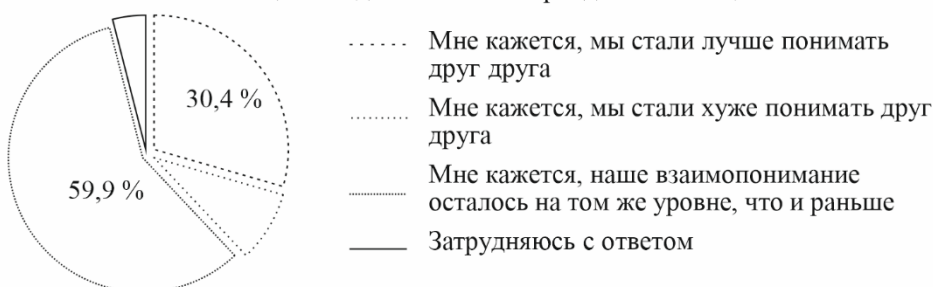 Мне кажется, мы стали лучше понимать
друг друга
30,4 %
Мне кажется, мы стали хуже понимать друг
друга
Мне кажется, наше взаимопонимание
осталось на том же уровне, что и раньше
59,9 %
Затрудняюсь с ответом